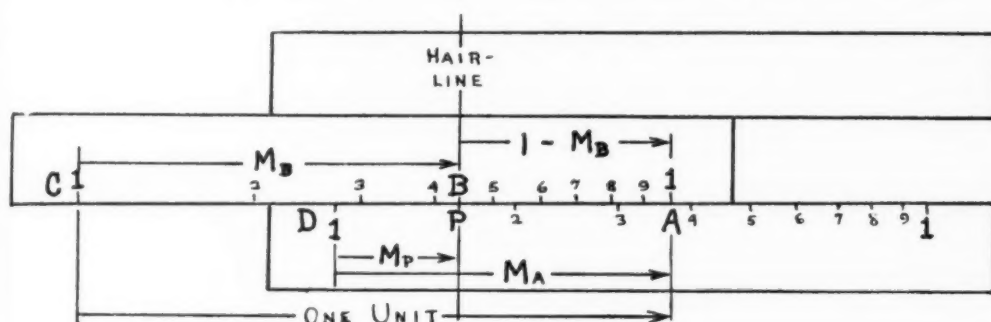 HAIR-
LINE
M_B
1 - M_B
C 1 2 3 4 B 5 6 7 8 9 1
D 1 P 2 3 A 4 5 6 7 8 9 1
M_P
M_A
ONE UNIT